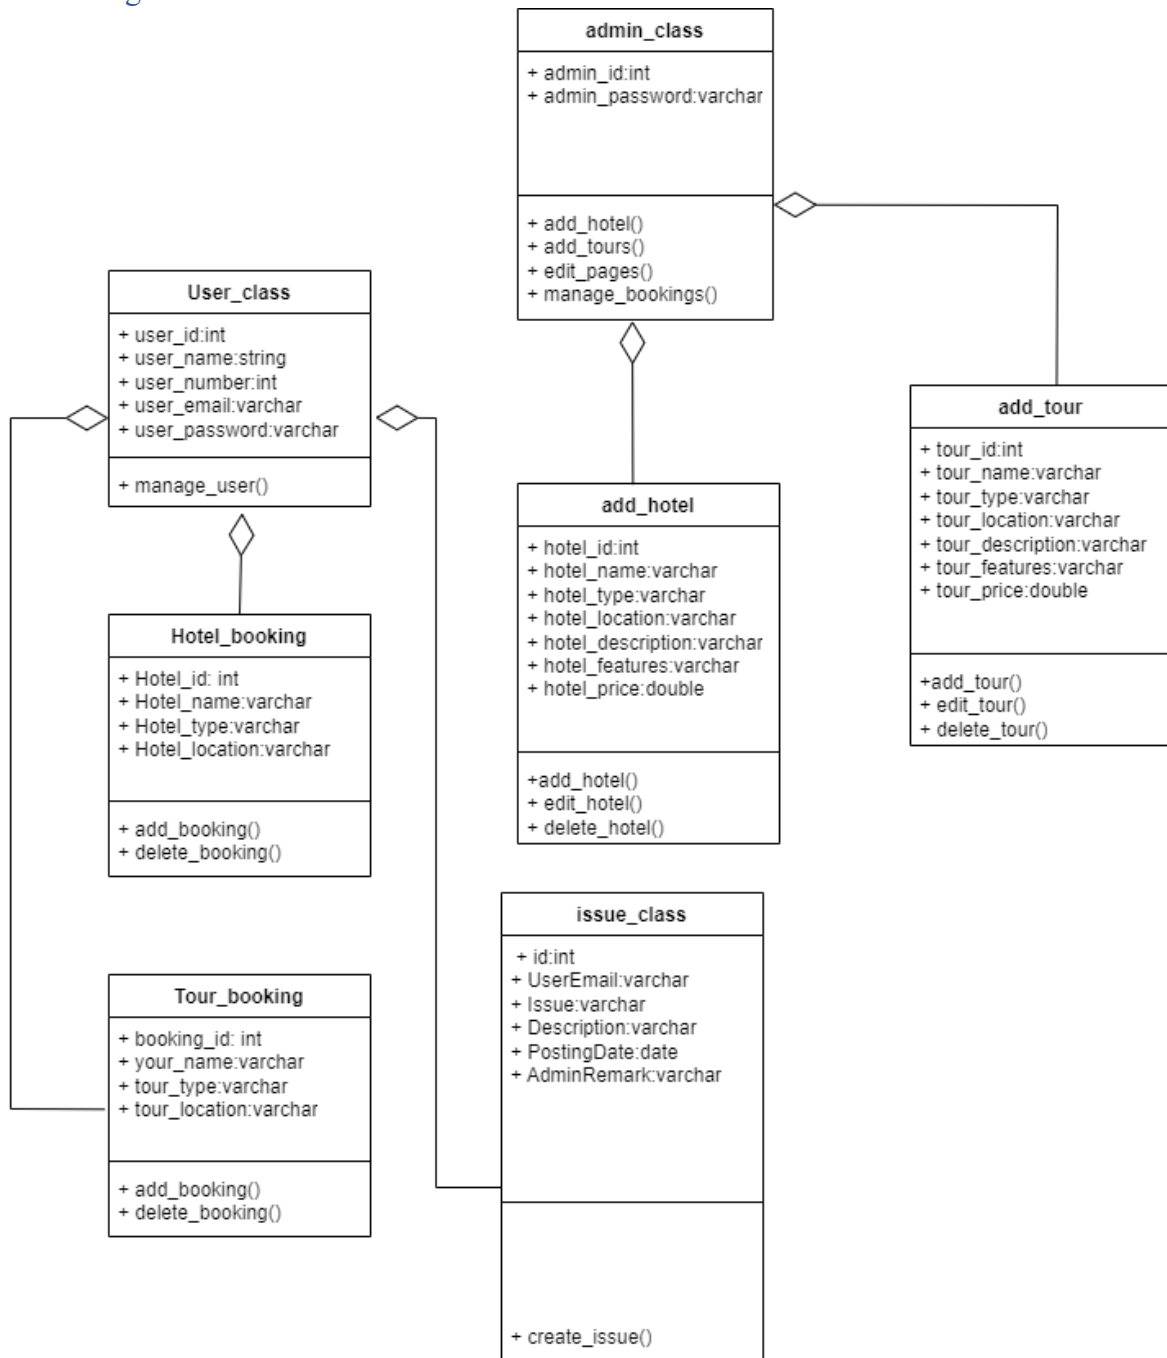 admin_class
+ admin_id:int
+ admin_password:varchar
+ add_hotel()
+ add_tours()
+ edit_pages()
+ manage_bookings()
User_class
+ user_id:int
+ user_name:string
+ user_number:int
+ user_email:varchar
+ user_password:varchar
+ manage_user()
add_tour
+ tour_id:int
+ tour_name:varchar
+ tour_type:varchar
+ tour_location:varchar
+ tour_description:varchar
+ tour_features:varchar
+ tour_price:double
+add_tour()
+ edit_tour()
+ delete_tour()
add_hotel
+ hotel_id:int
+ hotel_name:varchar
+ hotel_type:varchar
+ hotel_location:varchar
+ hotel_description:varchar
+ hotel_features:varchar
+ hotel_price:double
+add_hotel()
+ edit_hotel()
+ delete_hotel()
Hotel_booking
+ Hotel_id: int
+ Hotel_name:varchar
+ Hotel_type:varchar
+ Hotel_location:varchar
+ add_booking()
+ delete_booking()
issue_class
+ id:int
+ UserEmail:varchar
+ Issue:varchar
+ Description:varchar
+ PostingDate:date
+ AdminRemark:varchar
+ create_issue()
Tour_booking
+ booking_id: int
+ your_name:varchar
+ tour_type:varchar
+ tour_location:varchar
+ add_booking()
+ delete_booking()